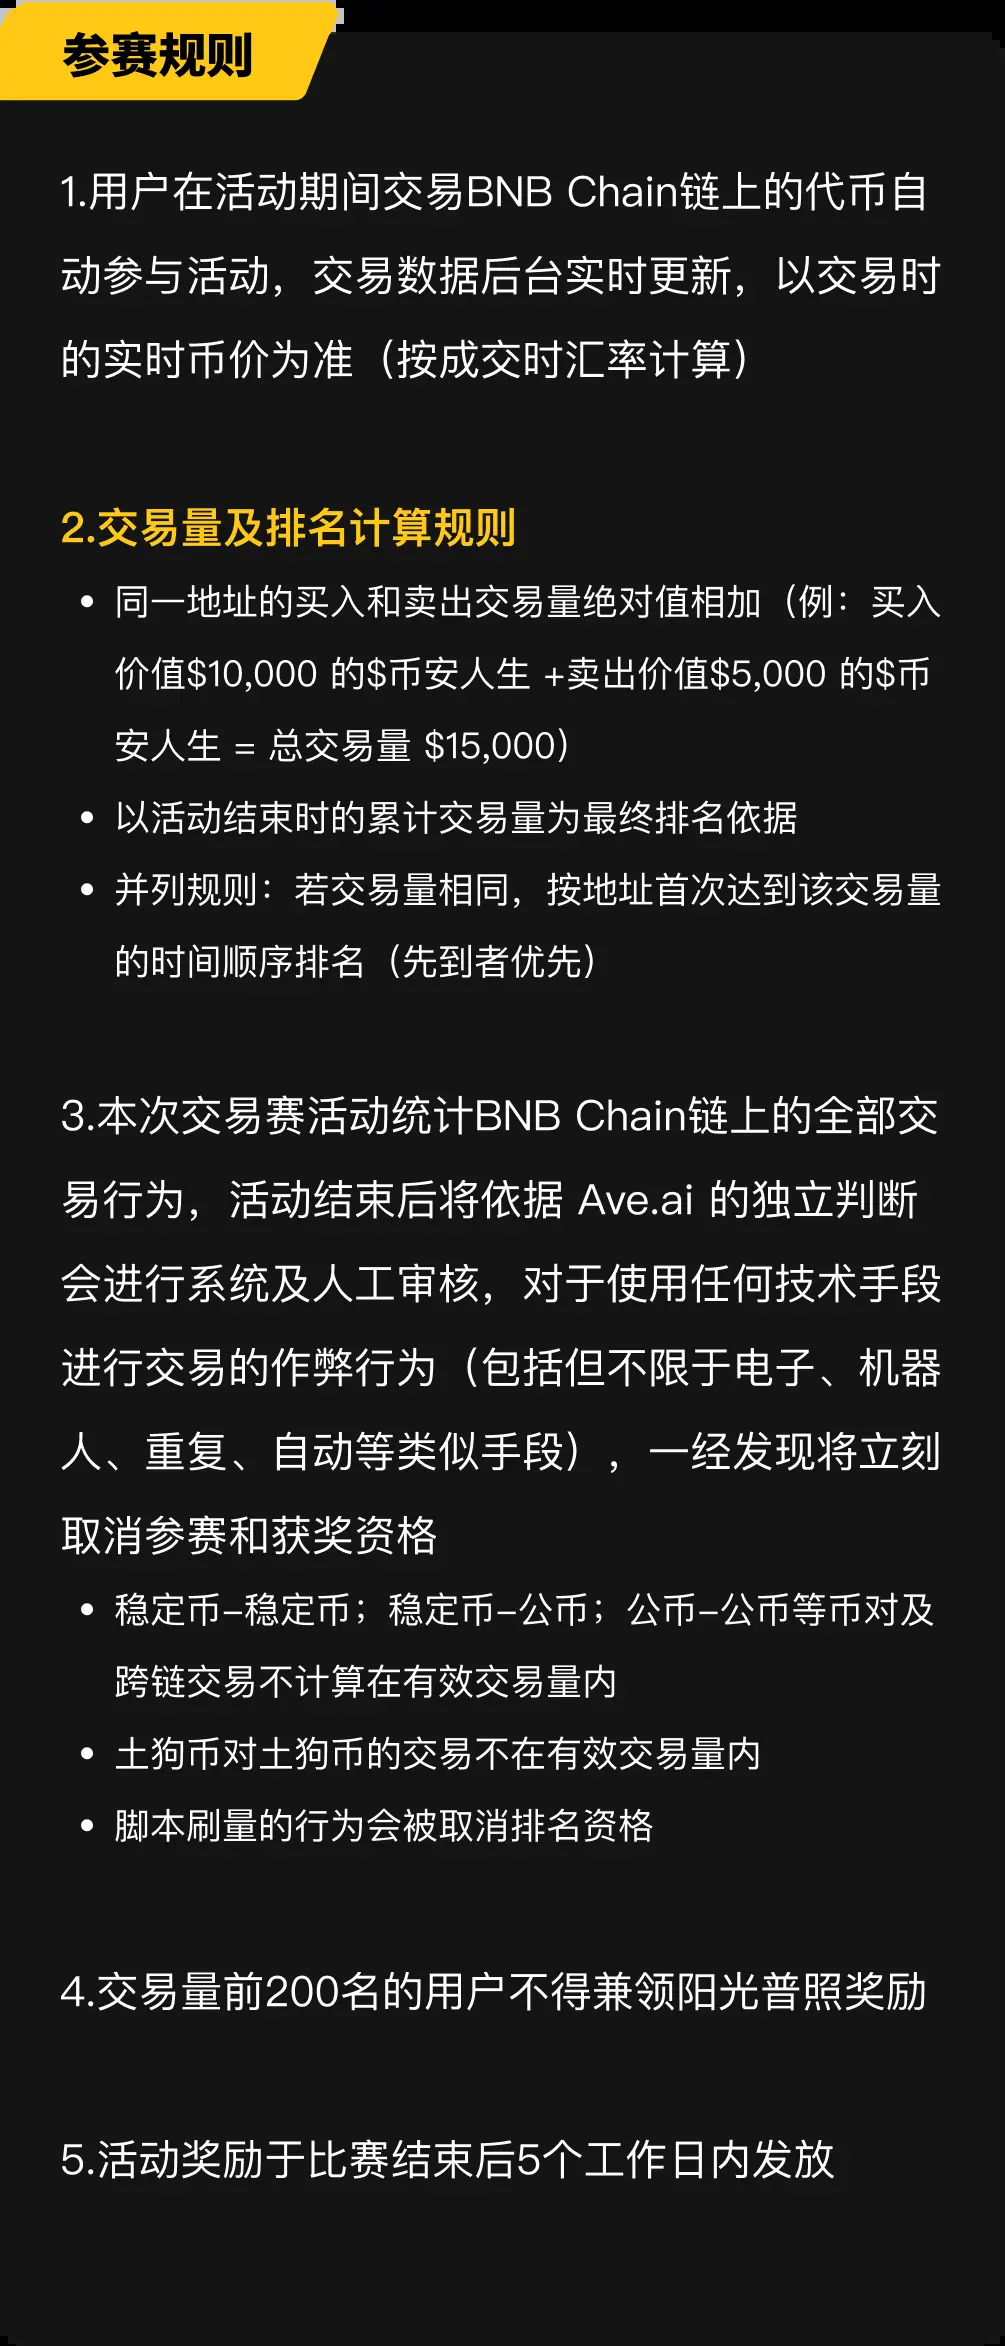 参赛规则
1.用户在活动期间交易BNB Chain链上的代币自
动参与活动，交易数据后台实时更新，以交易时
的实时币价为准（按成交时汇率计算）
2.交易量及排名计算规则
• 同一地址的买入和卖出交易量绝对值相加（例：买入
价值$10,000 的$币安人生 +卖出价值$5,000 的$币
安人生 = 总交易量 $15,000）
• 以活动结束时的累计交易量为最终排名依据
• 并列规则：若交易量相同，按地址首次达到该交易量
的时间顺序排名（先到者优先）
3.本次交易赛活动统计BNB Chain链上的全部交
易行为，活动结束后将依据 Ave.ai 的独立判断
会进行系统及人工审核，对于使用任何技术手段
进行交易的作弊行为（包括但不限于电子、机器
人、重复、自动等类似手段），一经发现将立刻
取消参赛和获奖资格
• 稳定币–稳定币；稳定币–公币；公币–公币等币对及
跨链交易不计算在有效交易量内
• 土狗币对土狗币的交易不在有效交易量内
• 脚本刷量的行为会被取消排名资格
4.交易量前200名的用户不得兼领阳光普照奖励
5.活动奖励于比赛结束后5个工作日内发放